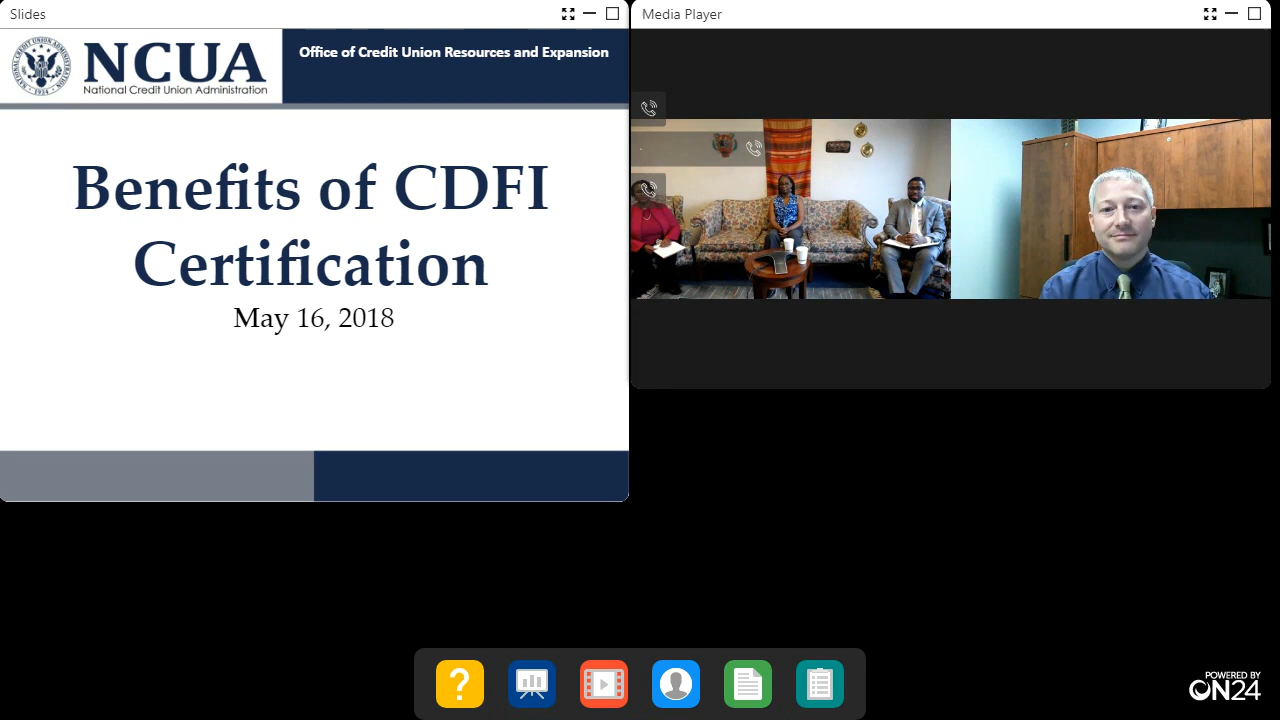 Slides
NCUA
National Credit Union Administration
Office of Credit Union Resources and Expansion
Benefits of CDFI
Certification
May 16, 2018
Media Player
?
POWERED BY
ON24